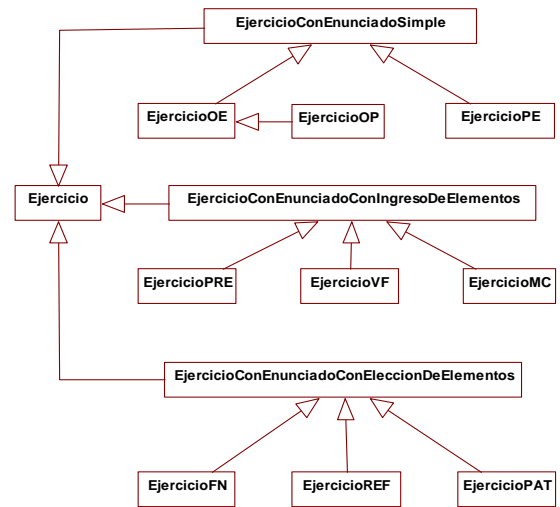 EjercicioConEnunciadoSimple
EjercicioOE
EjercicioOP
EjercicioPE
Ejercicio
EjercicioConEnunciadoConIngresoDeElementos
EjercicioPRE
EjercicioVF
EjercicioMC
EjercicioConEnunciadoConEleccionDeElementos
EjercicioFN
EjercicioREF
EjercicioPAT